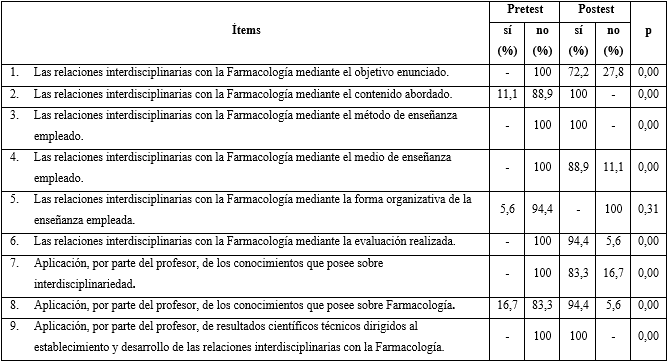 Ítems Pretest Postest p
sí (%) no (%) sí (%) no (%)
1. Las relaciones interdisciplinarias con la Farmacología mediante el objetivo enunciado. - 100 72,2 27,8 0,00
2. Las relaciones interdisciplinarias con la Farmacología mediante el contenido abordado. 11,1 88,9 100 - 0,00
3. Las relaciones interdisciplinarias con la Farmacología mediante el método de enseñanza
empleado. - 100 100 - 0,00
4. Las relaciones interdisciplinarias con la Farmacología mediante el medio de enseñanza
empleado. - 100 88,9 11,1 0,00
5. Las relaciones interdisciplinarias con la Farmacología mediante la forma organizativa de la
enseñanza empleada. 5,6 94,4 - 100 0,31
6. Las relaciones interdisciplinarias con la Farmacología mediante la evaluación realizada. - 100 94,4 5,6 0,00
7. Aplicación, por parte del profesor, de los conocimientos que posee sobre
interdisciplinariedad. - 100 83,3 16,7 0,00
8. Aplicación, por parte del profesor, de los conocimientos que posee sobre Farmacología. 16,7 83,3 94,4 5,6 0,00
9. Aplicación, por parte del profesor, de resultados científicos técnicos dirigidos al
establecimiento y desarrollo de las relaciones interdisciplinarias con la Farmacología. - 100 100 - 0,00